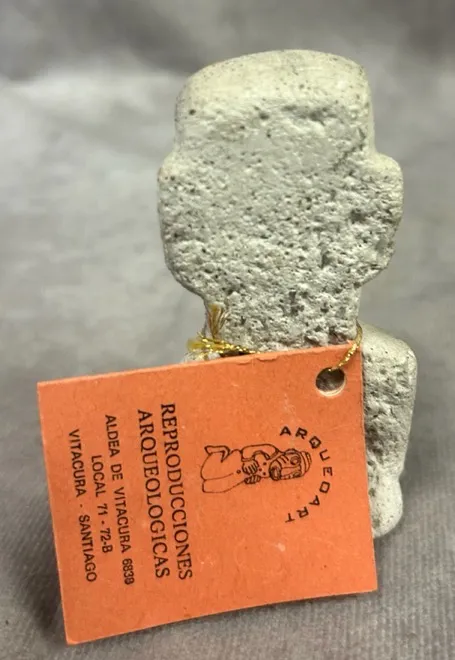 ARQUEOART
REPRODUCCIONES
ARQUEOLOGICAS
ALDEA DE VITACURA 6839
LOCAL 71 - 72-B
VITACURA - SANTIAGO